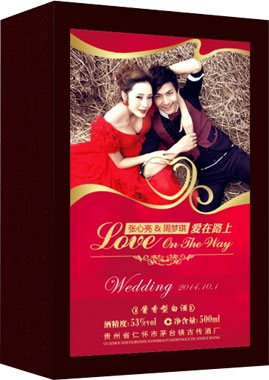 张心亮 & 周梦琪 爱在路上
Love On The Way
Wedding 2014.10.1
酱香型白酒
酒精度:53%vol 净含量:500ml
贵州省仁怀市茅台镇古传酒厂